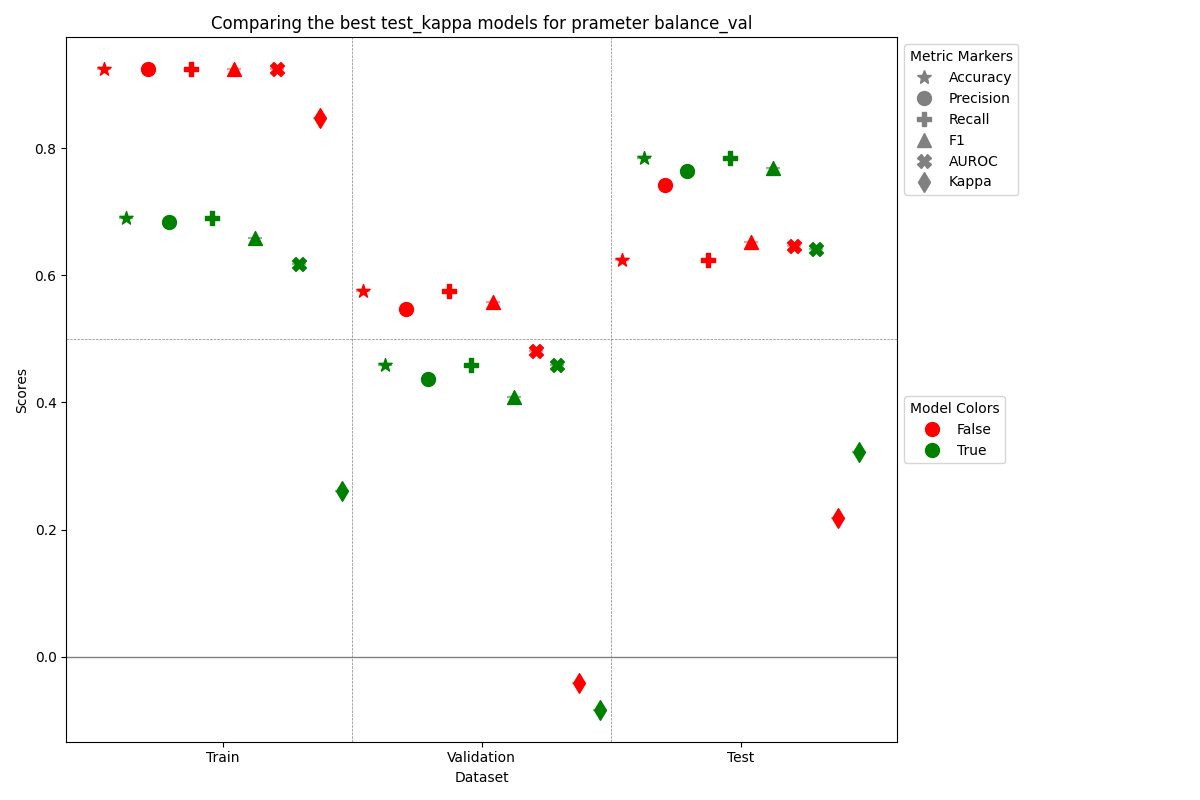 Comparing the best test_kappa models for prameter balance_val
Scores
0.8
0.6
0.4
0.2
0.0
Train
Validation
Test
Dataset
Metric Markers
Accuracy
Precision
Recall
F1
AUROC
Kappa
Model Colors
False
True